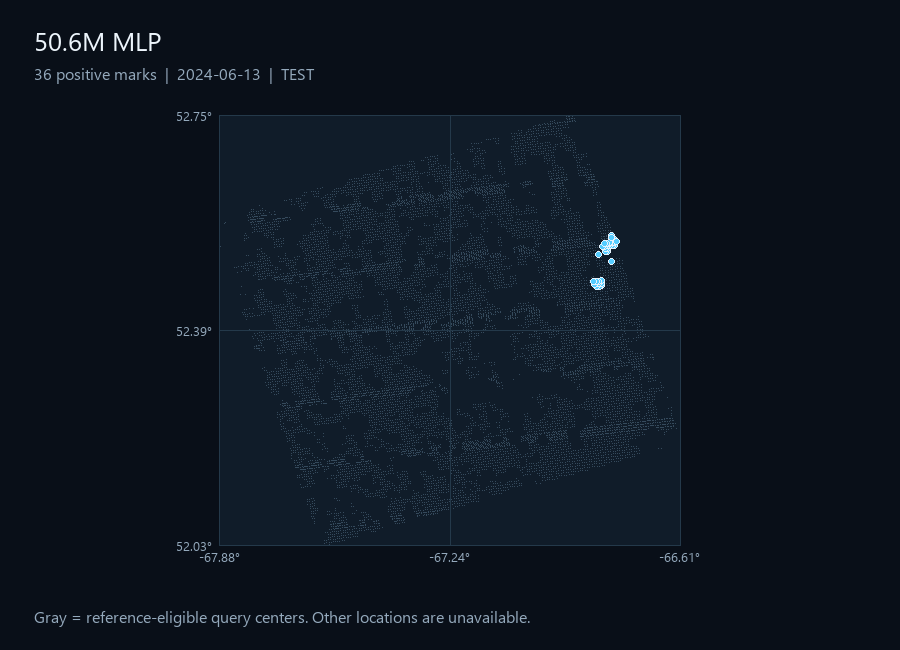 50.6M MLP
36 positive marks | 2024-06-13 | TEST
52.75°
52.39°
52.03°
-67.88°
-67.24°
-66.61°
Gray = reference-eligible query centers. Other locations are unavailable.